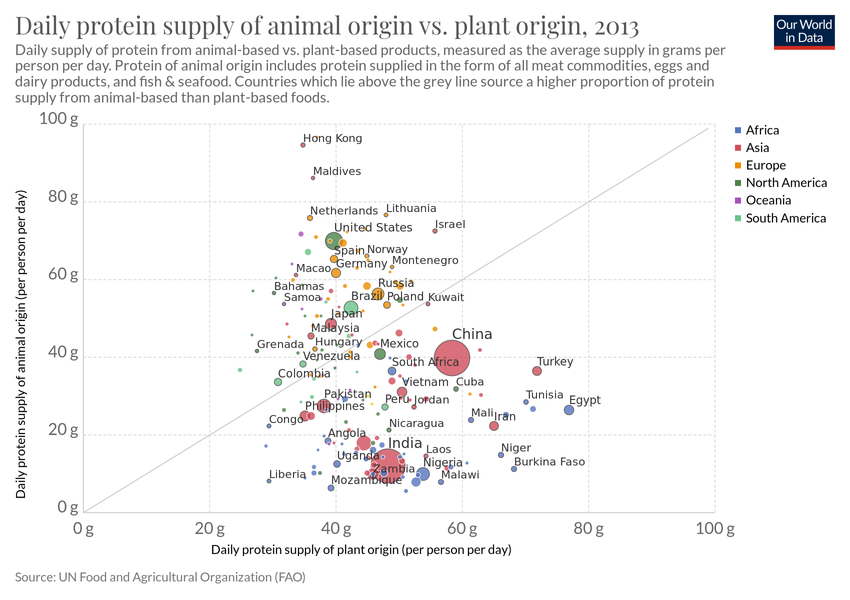 Daily protein supply of animal origin vs. plant origin, 2013
Our World
in Data
Daily supply of protein from animal-based vs. plant-based products, measured as the average supply in grams per
person per day. Protein of animal origin includes protein supplied in the form of all meat commodities, eggs and
dairy products, and fish & seafood. Countries which lie above the grey line source a higher proportion of protein
supply from animal-based than plant-based foods.
100 g
80 g
60 g
40 g
20 g
0 g
Daily protein supply of animal origin (per person per day)
Hong Kong
Maldives
Netherlands
Lithuania
United States
Israel
Spain
Norway
Germany
Montenegro
Macao
Bahamas
Russia
Samoa
Brazil
Poland
Kuwait
Japan
Malaysia
China
Grenada
Hungary
Mexico
Venezuela
South Africa
Turkey
Colombia
Vietnam
Cuba
Pakistan
Peru
Jordan
Tunisia
Egypt
Philippines
Congo
Mali
Iran
Nicaragua
Angola
India
Laos
Niger
Uganda
Nigeria
Burkina Faso
Zambia
Liberia
Mozambique
Malawi
0 g
20 g
40 g
60 g
80 g
100 g
Daily protein supply of plant origin (per person per day)
Africa
Asia
Europe
North America
Oceania
South America
Source: UN Food and Agricultural Organization (FAO)